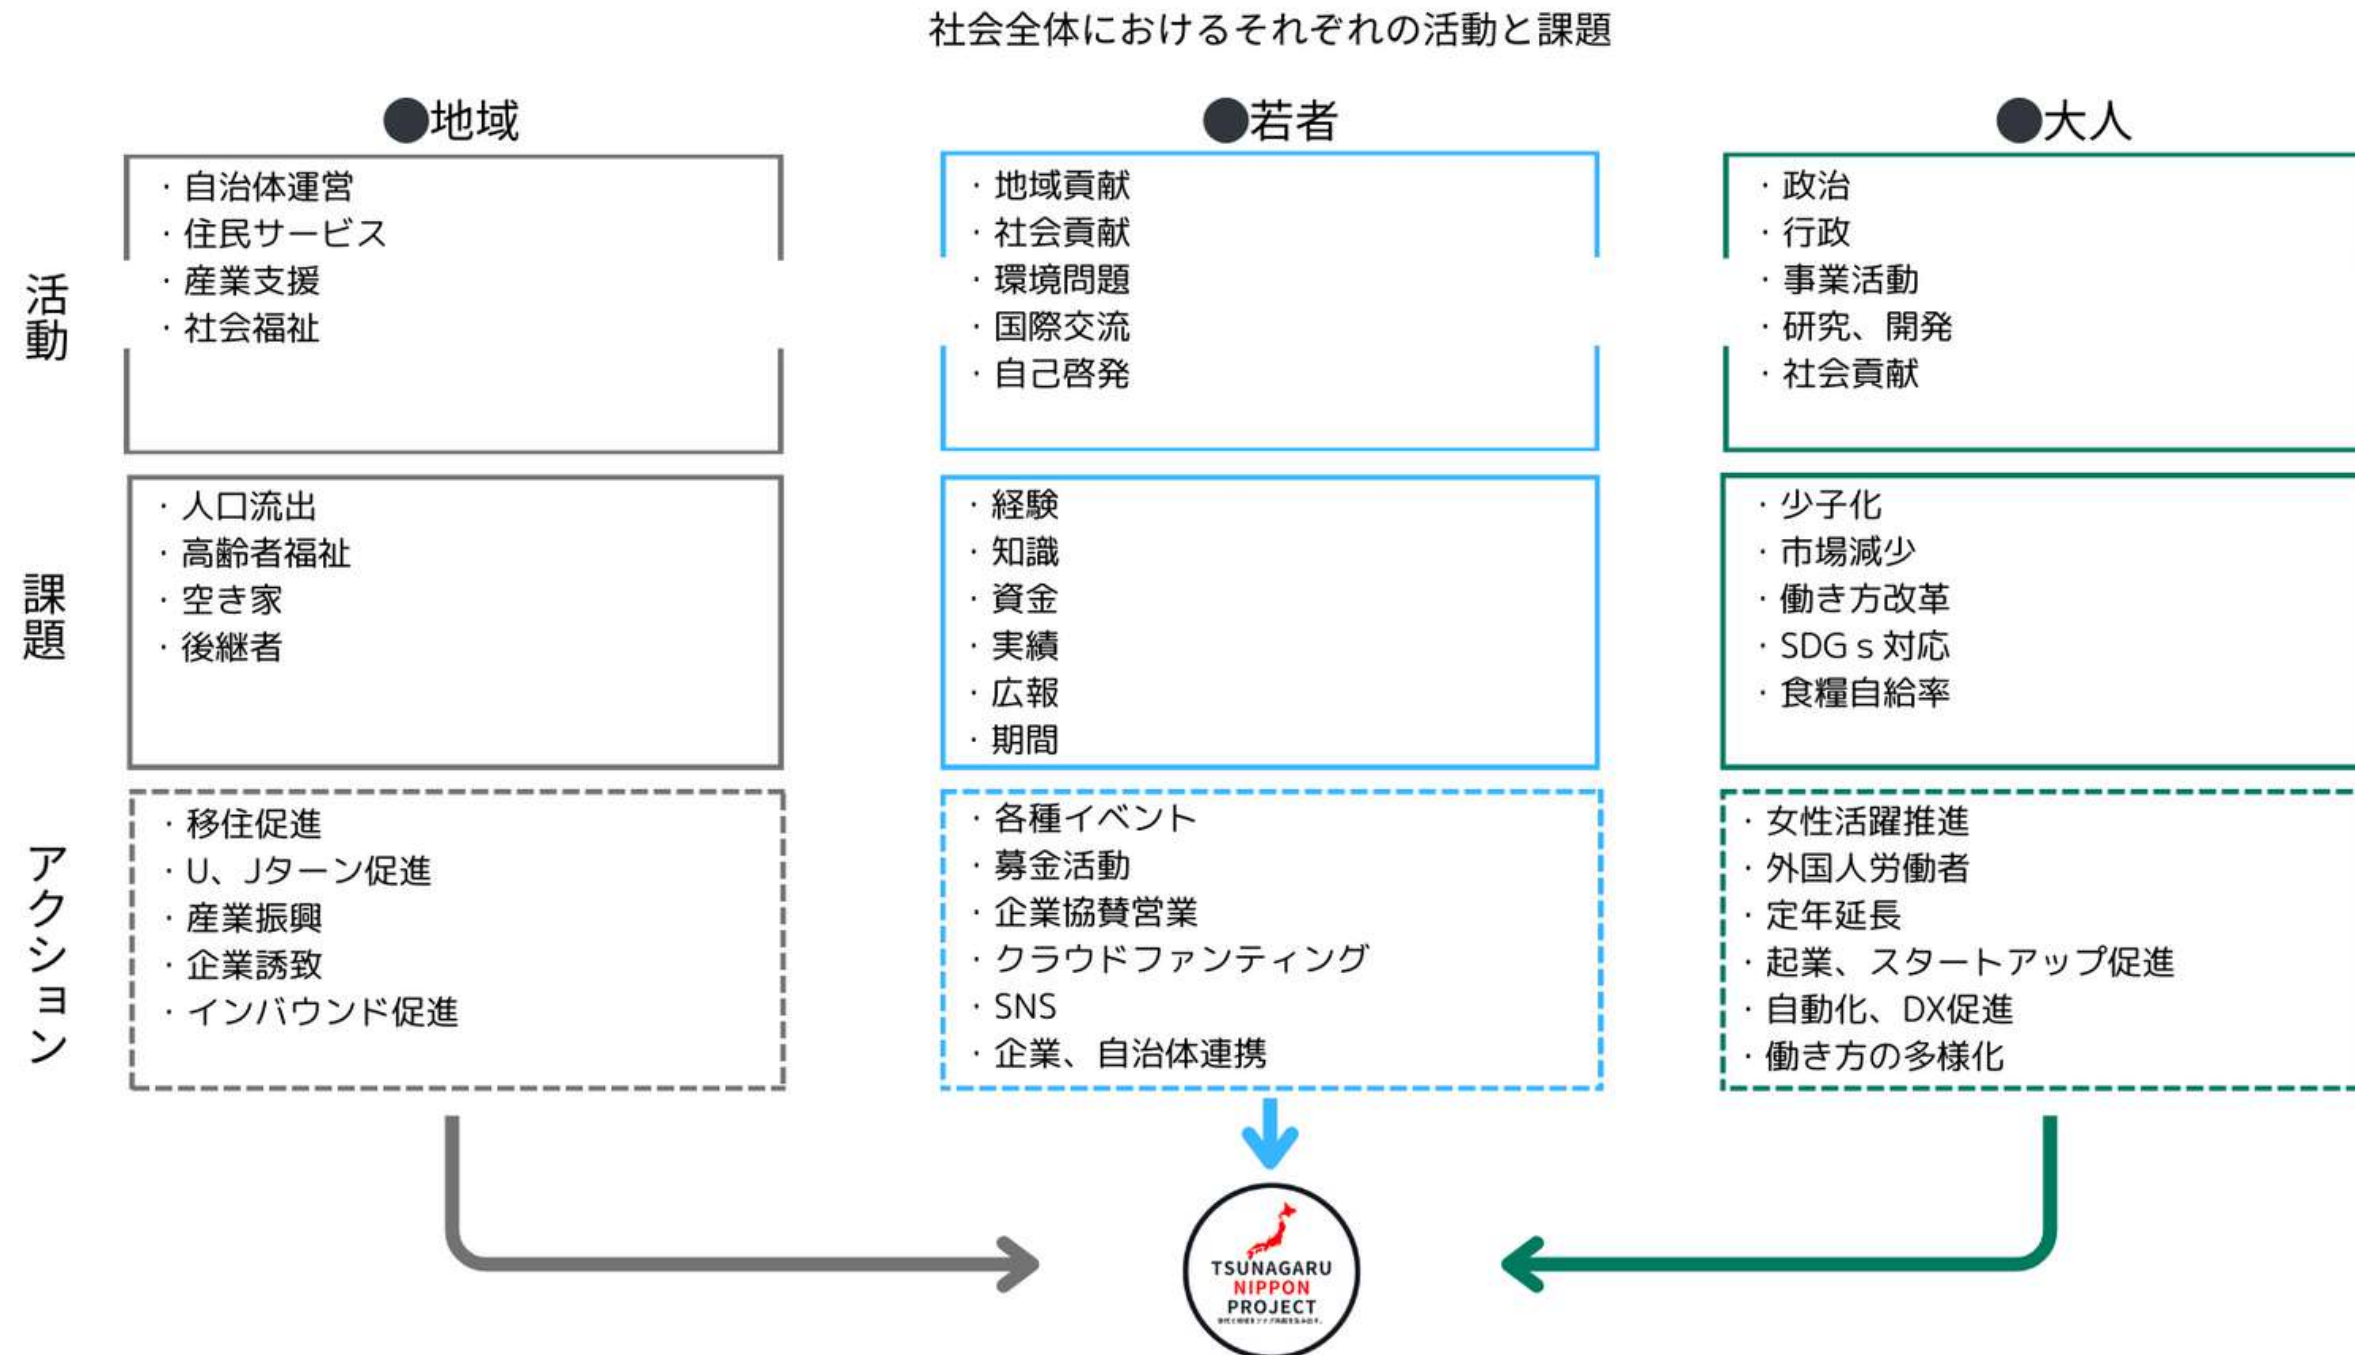 社会全体におけるそれぞれの活動と課題
●地域
●若者
●大人
活動
・自治体運営
・住民サービス
・産業支援
・社会福祉
・地域貢献
・社会貢献
・環境問題
・国際交流
・自己啓発
・政治
・行政
・事業活動
・研究、開発
・社会貢献
課題
・人口流出
・高齢者福祉
・空き家
・後継者
・経験
・知識
・資金
・実績
・広報
・期間
・少子化
・市場減少
・働き方改革
・SDGｓ対応
・食糧自給率
アクション
・移住促進
・U、Jターン促進
・産業振興
・企業誘致
・インバウンド促進
・各種イベント
・募金活動
・企業協賛営業
・クラウドファンティング
・SNS
・企業、自治体連携
・女性活躍推進
・外国人労働者
・定年延長
・起業、スタートアップ促進
・自動化、DX促進
・働き方の多様化
TSUNAGARU
NIPPON
PROJECT